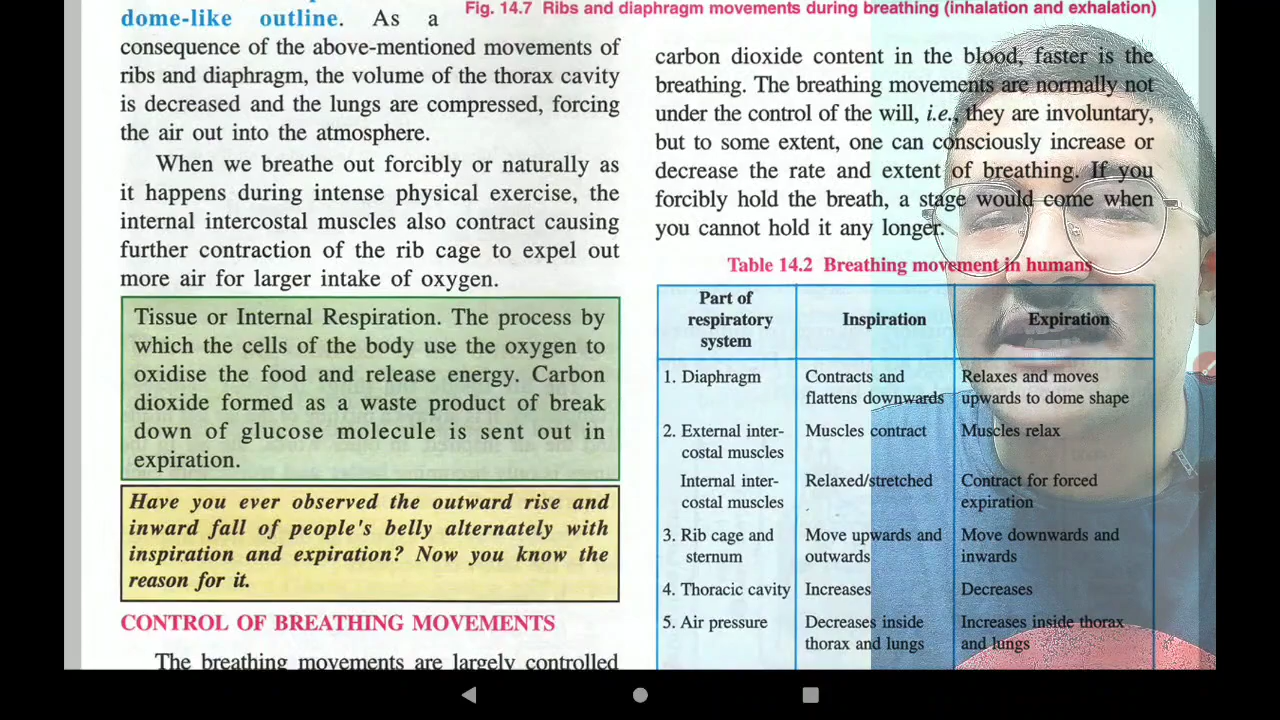 dome-like outline. As a
consequence of the above-mentioned movements of
ribs and diaphragm, the volume of the thorax cavity
is decreased and the lungs are compressed, forcing
the air out into the atmosphere.
When we breathe out forcibly or naturally as
it happens during intense physical exercise, the
internal intercostal muscles also contract causing
further contraction of the rib cage to expel out
more air for larger intake of oxygen.
Tissue or Internal Respiration. The process by
which the cells of the body use the oxygen to
oxidise the food and release energy. Carbon
dioxide formed as a waste product of break
down of glucose molecule is sent out in
expiration.
Have you ever observed the outward rise and
inward fall of people's belly alternately with
inspiration and expiration? Now you know the
reason for it.
CONTROL OF BREATHING MOVEMENTS
The breathing movements are largely controlled
Fig. 14.7 Ribs and diaphragm movements during breathing (inhalation and exhalation)
carbon dioxide content in the blood, faster is the
breathing. The breathing movements are normally not
under the control of the will, i.e., they are involuntary,
but to some extent, one can consciously increase or
decrease the rate and extent of breathing. If you
forcibly hold the breath, a stage would come when
you cannot hold it any longer.
Table 14.2 Breathing movement in humans
Part of
respiratory
system
Inspiration
Expiration
1. Diaphragm
Contracts and
flattens downwards
Relaxes and moves
upwards to dome shape
2. External inter-
costal muscles
Muscles contract
Muscles relax
Internal inter-
costal muscles
Relaxed/stretched
Contract for forced
expiration
3. Rib cage and
sternum
Move upwards and
outwards
Move downwards and
inwards
4. Thoracic cavity
Increases
Decreases
5. Air pressure
Decreases inside
thorax and lungs
Increases inside thorax
and lungs